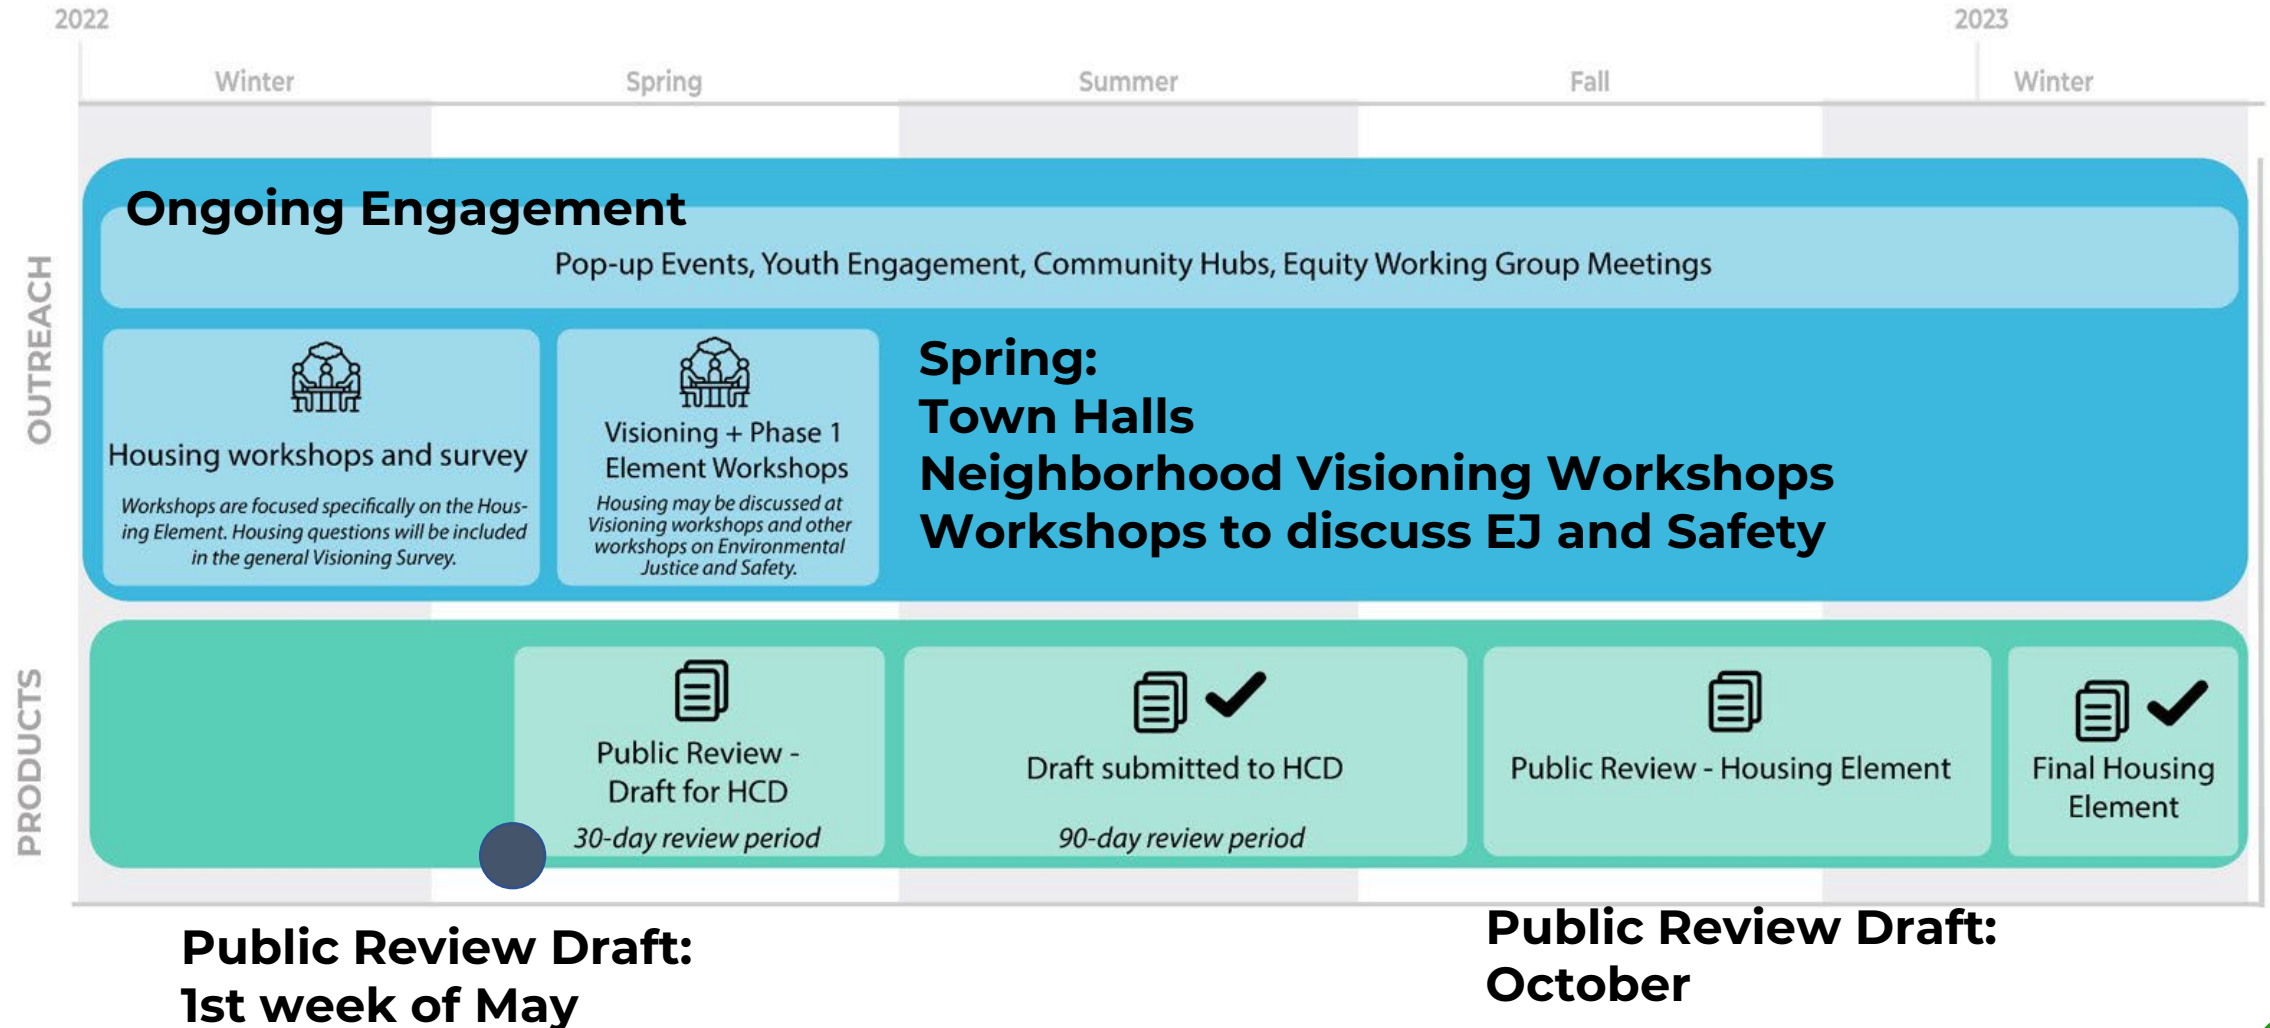 2022
2023
Winter
Spring
Summer
Fall
Winter
OUTREACH
Ongoing Engagement
Pop-up Events, Youth Engagement, Community Hubs, Equity Working Group Meetings
Housing workshops and survey
Workshops are focused specifically on the Hous-
ing Element. Housing questions will be included
in the general Visioning Survey.
Visioning + Phase 1
Element Workshops
Housing may be discussed at
Visioning workshops and other
workshops on Environmental
Justice and Safety.
Spring:
Town Halls
Neighborhood Visioning Workshops
Workshops to discuss EJ and Safety
PRODUCTS
Public Review -
Draft for HCD
30-day review period
Draft submitted to HCD
90-day review period
Public Review - Housing Element
Final Housing
Element
Public Review Draft:
1st week of May
Public Review Draft:
October